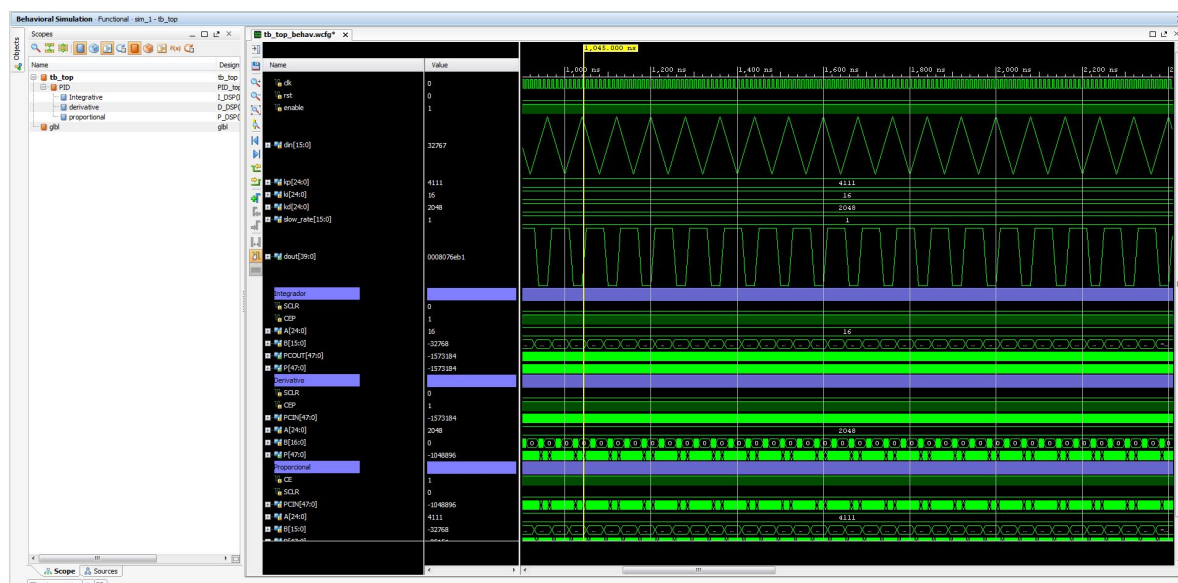 Behavioral Simulation - Functional - sim_1 - tb_top
Objects
Scopes
Name Design
tb_top tb_top
PID PID_top
Integrative I_DSP(
derivative D_DSP(
proportional P_DSP(
glbl glbl
Scope Sources
tb_top_behav.wcfg*
Name Value
1,045.000 ns
1,000 ns 1,200 ns 1,400 ns 1,600 ns 1,800 ns 2,000 ns 2,200 ns
clk 0
rst 0
enable 1
din[15:0] 32767
kp[24:0] 4111 4111
ki[24:0] 16 16
kd[24:0] 2048 2048
slow_rate[15:0] 1 1
dout[39:0] 0008076eb1
Integrador
SCLR 0
CEP 1
A[24:0] 16 16
B[15:0] -32768
PCOUT[47:0] -1573184
P[47:0] -1573184
Derivativo
SCLR 0
CEP 1
PCIN[47:0] -1573184
A[24:0] 2048 2048
B[16:0] 0
P[47:0] -1048896
Proporcional
CE 1
SCLR 0
PCIN[47:0] -1048896
A[24:0] 4111 4111
B[15:0] -32768